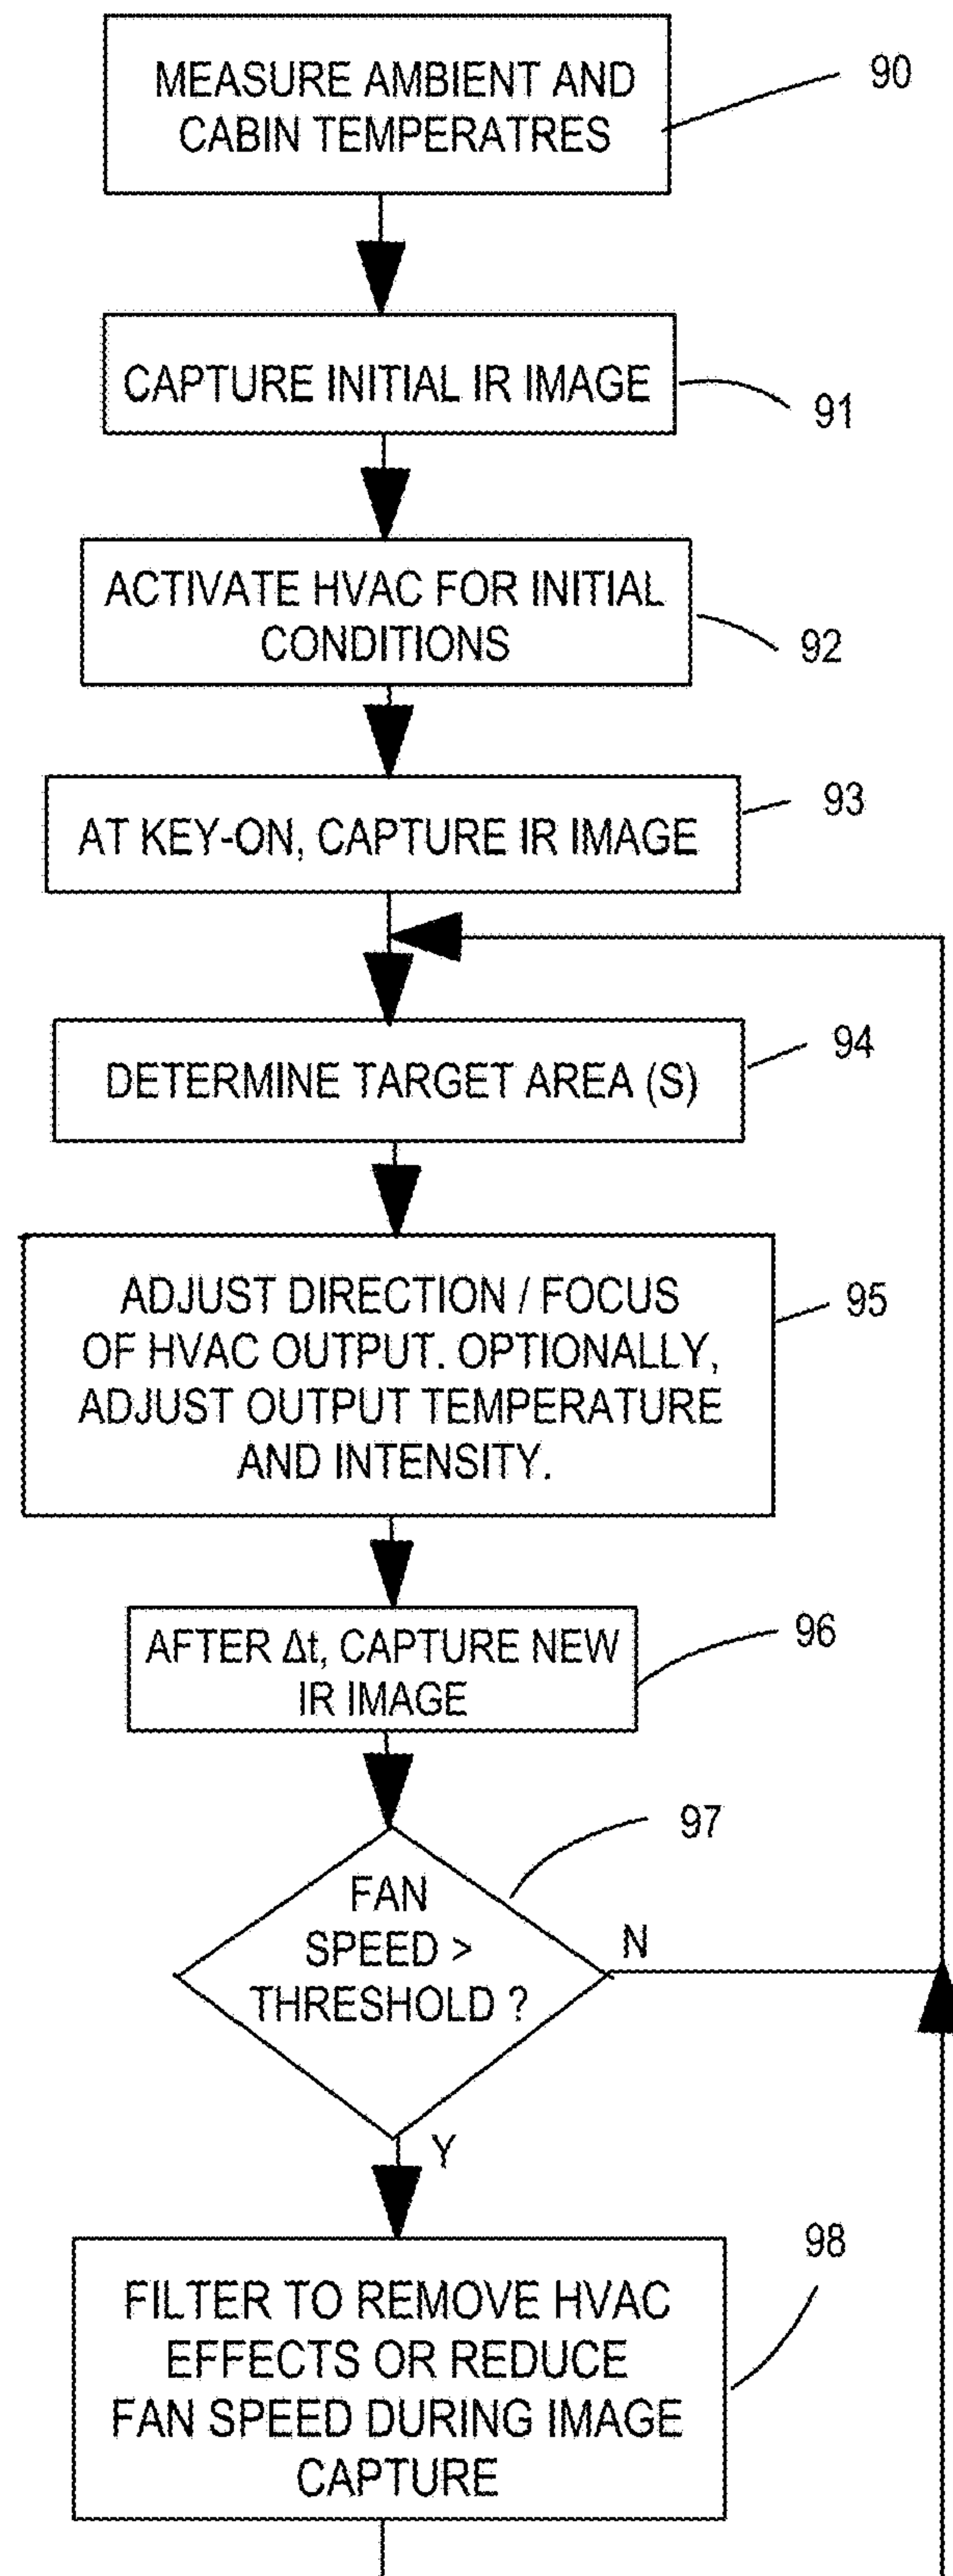 MEASURE AMBIENT AND
CABIN TEMPERATRES
90
CAPTURE INITIAL IR IMAGE
91
ACTIVATE HVAC FOR INITIAL
CONDITIONS
92
AT KEY-ON, CAPTURE IR IMAGE
93
DETERMINE TARGET AREA (S)
94
ADJUST DIRECTION / FOCUS
OF HVAC OUTPUT. OPTIONALLY,
ADJUST OUTPUT TEMPERATURE
AND INTENSITY.
95
AFTER Δt, CAPTURE NEW
IR IMAGE
96
FAN
SPEED >
THRESHOLD ?
97
N
Y
FILTER TO REMOVE HVAC
EFFECTS OR REDUCE
FAN SPEED DURING IMAGE
CAPTURE
98